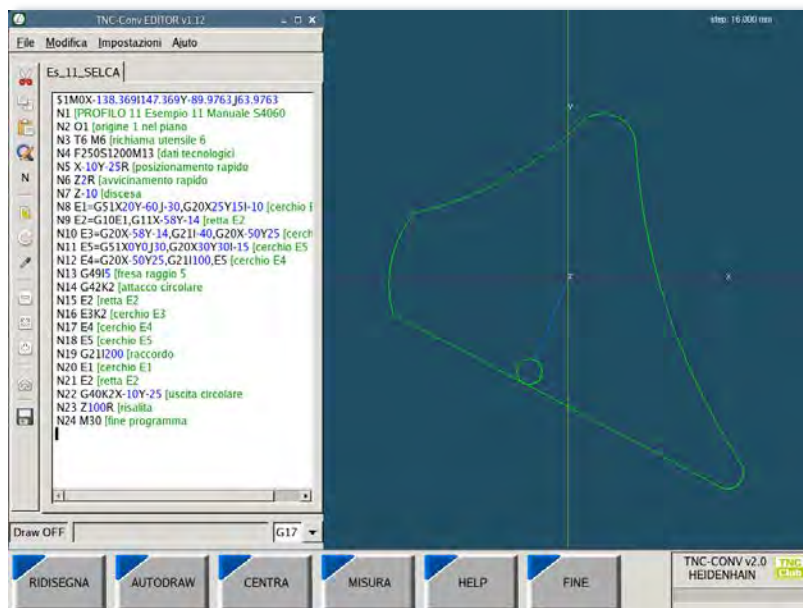 TNC-Conv EDITOR v1.12
step: 16.000 mm
File Modifica Impostazioni Aiuto
Es_11_SELCA
$1M0X-138.369I147.369Y-89.9763J63.9763
N1 [PROFILO 11 Esempio 11 Manuale S4060
N2 O1 [origine 1 nel piano
N3 T6 M6 [richiama utensile 6
N4 F250S1200M13 [dati tecnologici
N5 X-10Y-25R [posizionamento rapido
N6 Z2R [avvicinamento rapido
N7 Z-10 [discesa
N8 E1=G51X20Y-60J-30,G20X25Y15I-10 [cerchio
N9 E2=G10E1,G11X-58Y-14 [retta E2
N10 E3=G20X-58Y-14,G21I-40,G20X-50Y25 [cerch
N11 E5=G51X0Y0J30,G20X30Y30I-15 [cerchio E5
N12 E4=G20X-50Y25,G21I100,E5 [cerchio E4
N13 G49I5 [fresa raggio 5
N14 G42K2 [attacco circolare
N15 E2 [retta E2
N16 E3K2 [cerchio E3
N17 E4 [cerchio E4
N18 E5 [cerchio E5
N19 G21I200 [raccordo
N20 E1 [cerchio E1
N21 E2 [retta E2
N22 G40K2X-10Y-25 [uscita circolare
N23 Z100R [risalita
N24 M30 [fine programma
N
Y
Z
X
Draw OFF
G17
RIDISEGNA
AUTODRAW
CENTRA
MISURA
HELP
FINE
TNC-CONV v2.0
HEIDENHAIN
TNC
Club